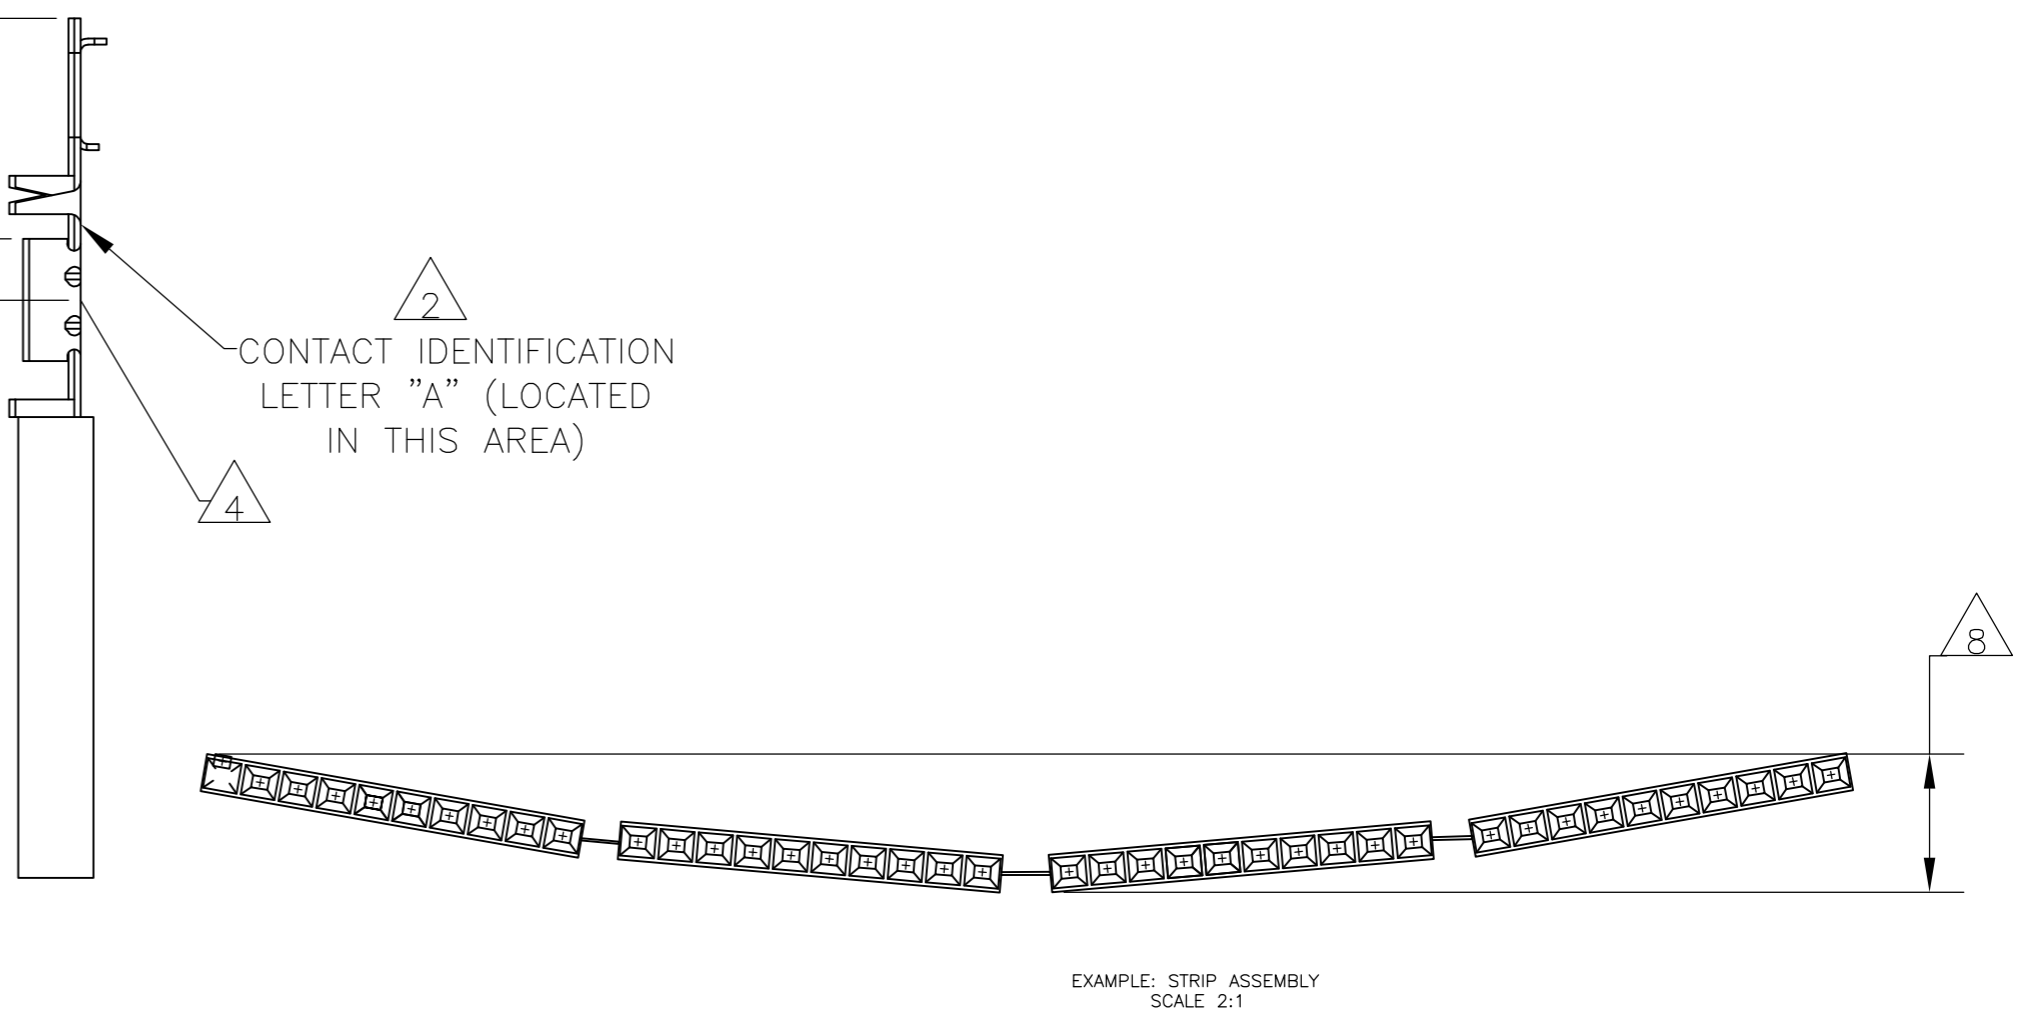 2
CONTACT IDENTIFICATION
LETTER "A" (LOCATED
IN THIS AREA)
4
8
EXAMPLE: STRIP ASSEMBLY
SCALE 2:1